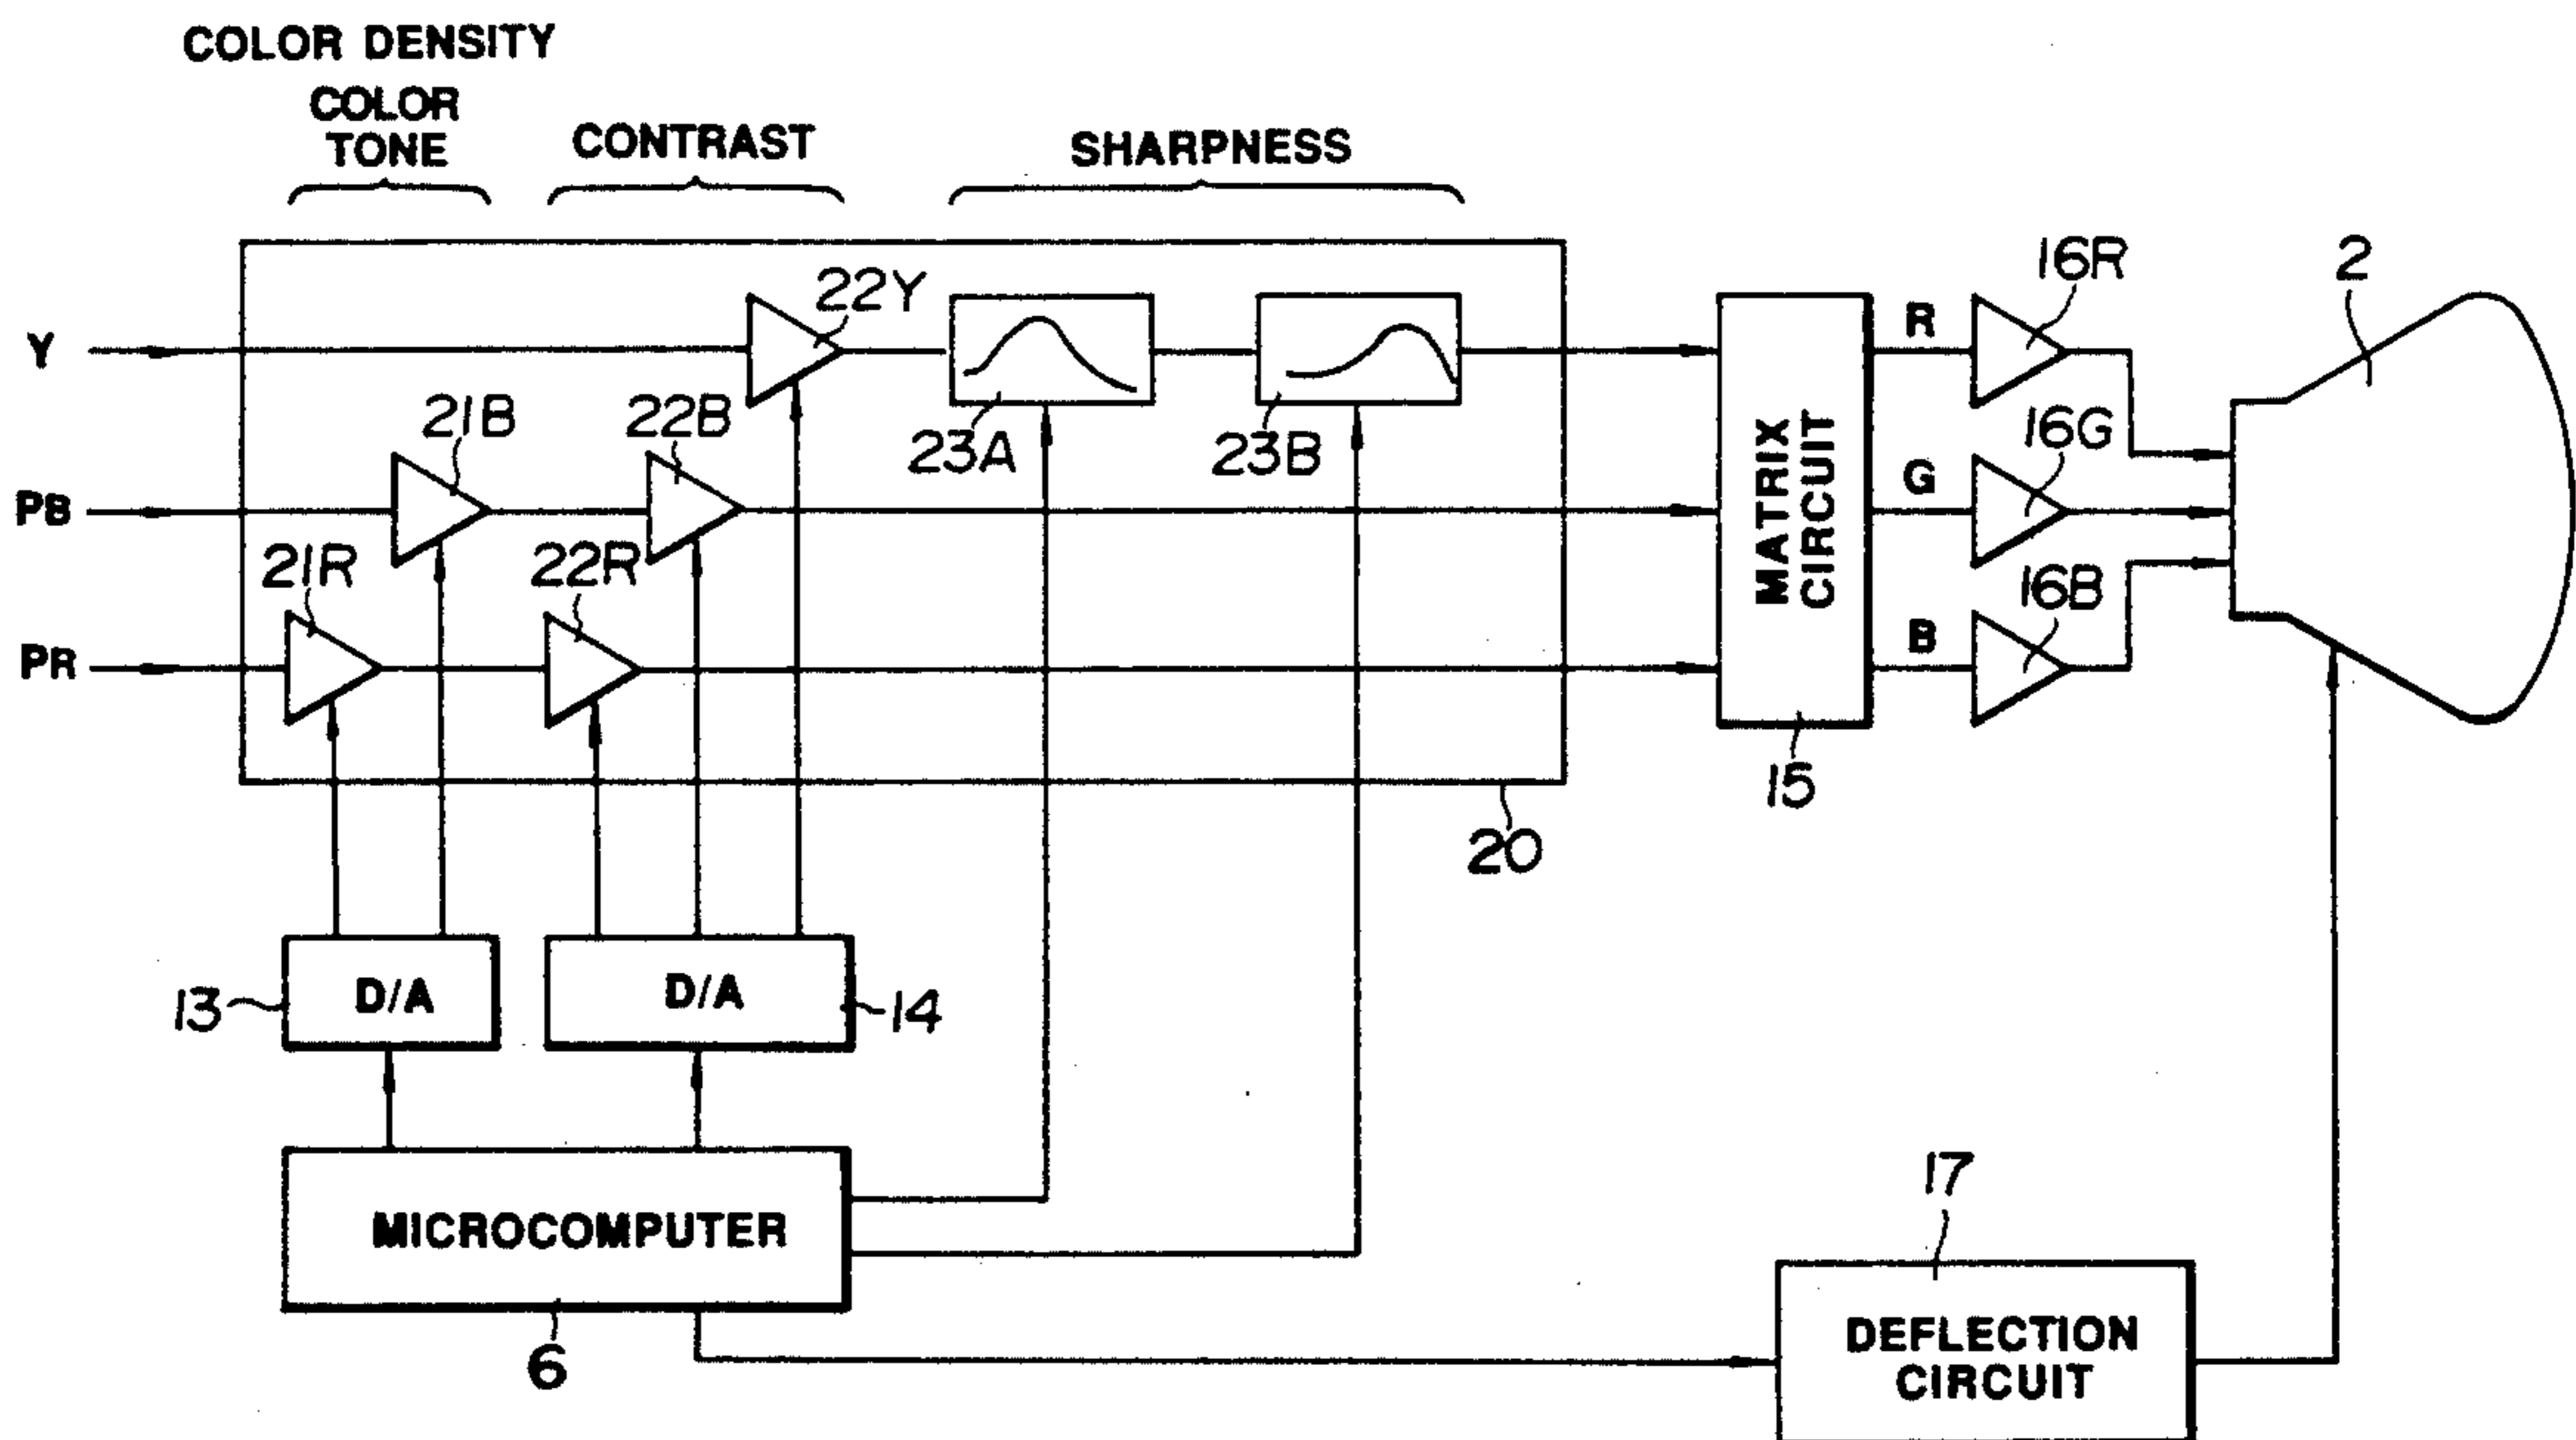 COLOR DENSITY
COLOR
TONE
CONTRAST
SHARPNESS
Y
PB
PR
22Y
21B
22B
21R
22R
23A
23B
MATRIX
CIRCUIT
15
R
G
B
16R
16G
16B
2
20
13
D/A
D/A
14
MICROCOMPUTER
6
17
DEFLECTION
CIRCUIT